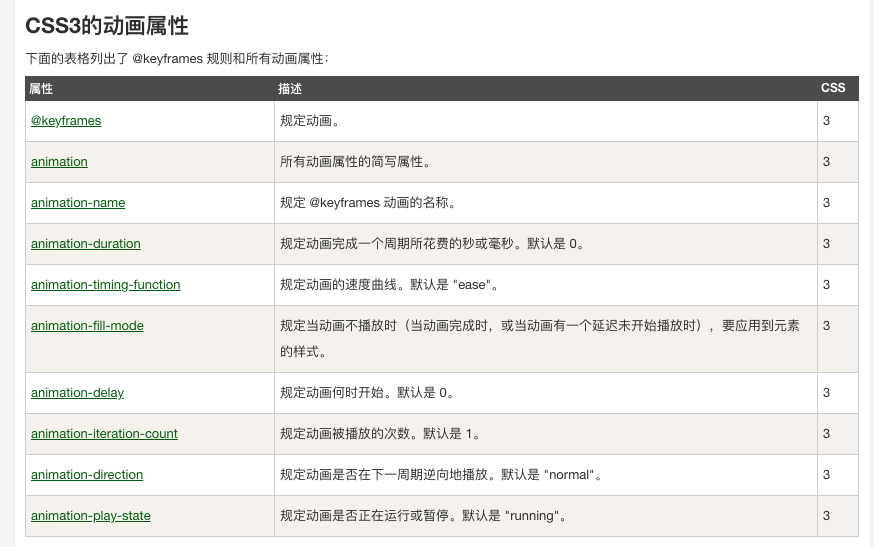 CSS3的动画属性
下面的表格列出了 @keyframes 规则和所有动画属性：
属性 描述 CSS
@keyframes 规定动画。 3
animation 所有动画属性的简写属性。 3
animation-name 规定 @keyframes 动画的名称。 3
animation-duration 规定动画完成一个周期所花费的秒或毫秒。默认是 0。 3
animation-timing-function 规定动画的速度曲线。默认是 "ease"。 3
animation-fill-mode 规定当动画不播放时（当动画完成时，或当动画有一个延迟未开始播放时），要应用到元素 3
的样式。
animation-delay 规定动画何时开始。默认是 0。 3
animation-iteration-count 规定动画被播放的次数。默认是 1。 3
animation-direction 规定动画是否在下一周期逆向地播放。默认是 "normal"。 3
animation-play-state 规定动画是否正在运行或暂停。默认是 "running"。 3